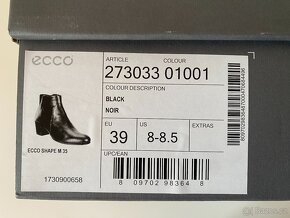 ecco
ARTICLE COLOUR
273033 01001
COLOUR DESCRIPTION
BLACK
NOIR
EU 39 US 8-8.5 EXTRAS
UPC/EAN
ECCO SHAPE M 35
1730900658
8 09702 98364 8